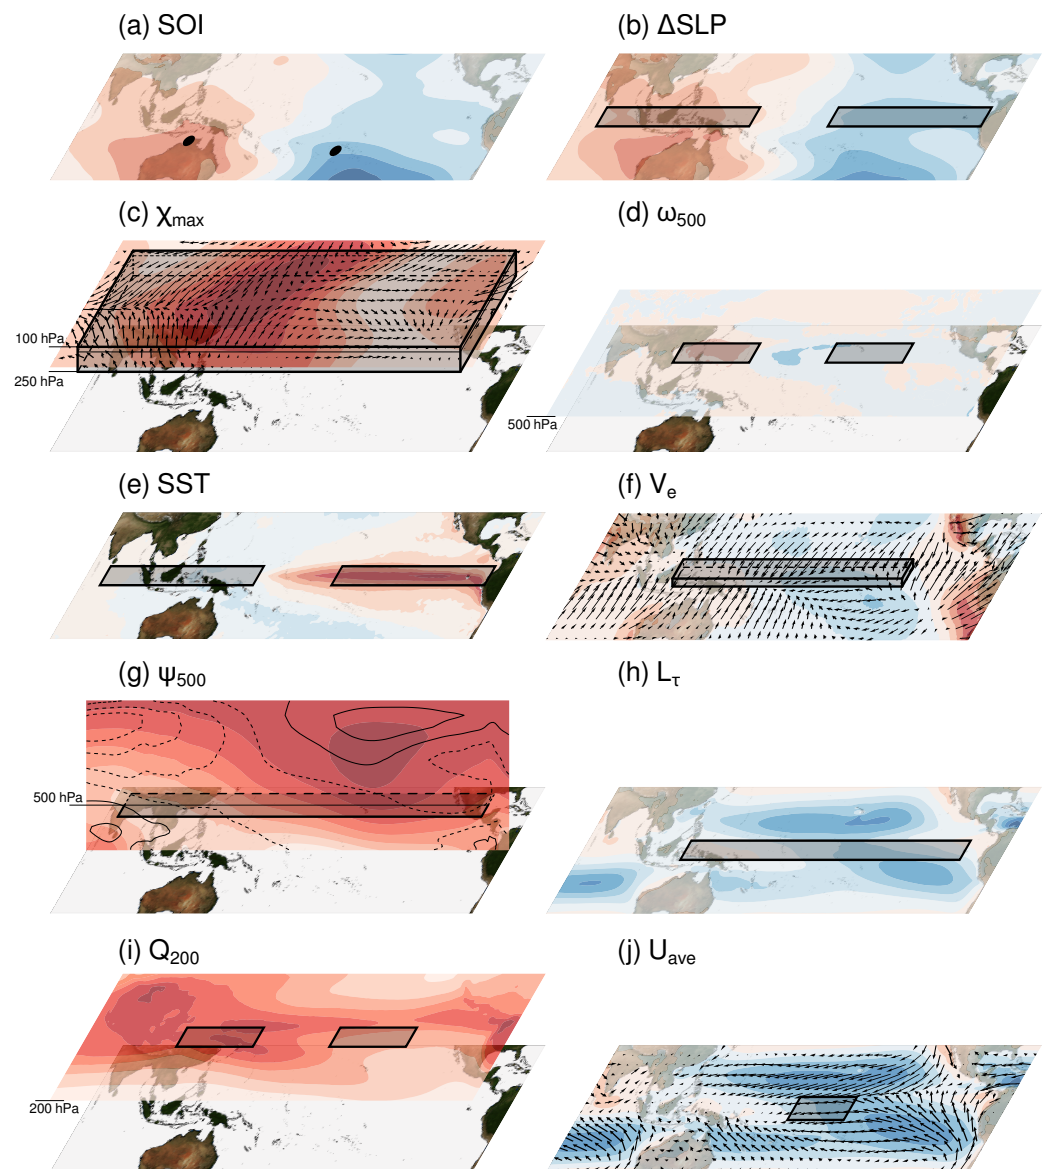 (a) SOI
(b) ΔSLP
(c) χmax
(d) ω500
100 hPa
250 hPa
500 hPa
(e) SST
(f) Ve
(g) ψ500
(h) Lτ
500 hPa
(i) Q200
(j) Uave
200 hPa